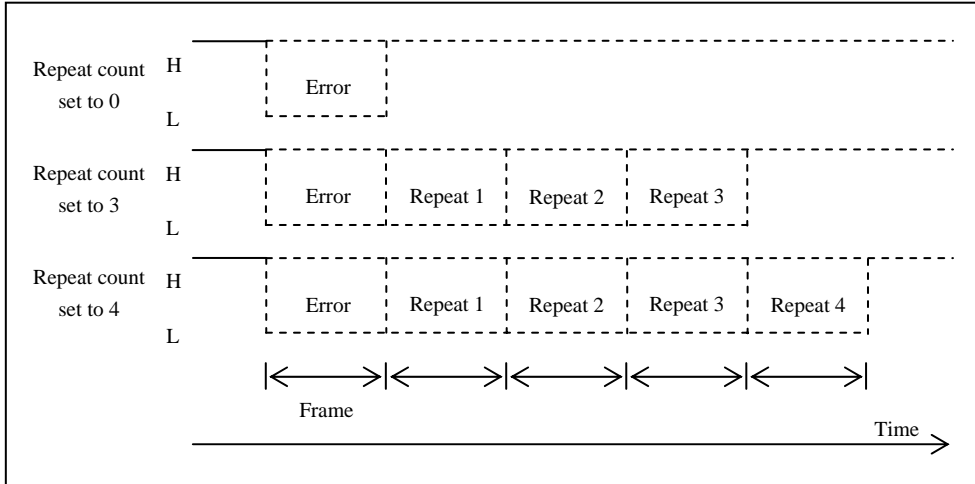 Repeat count
set to 0
H
L
Error
Repeat count
set to 3
H
L
Error
Repeat 1
Repeat 2
Repeat 3
Repeat count
set to 4
H
L
Error
Repeat 1
Repeat 2
Repeat 3
Repeat 4
Frame
Time